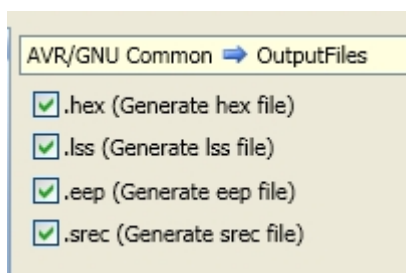 AVR/GNU Common ➡ OutputFiles
.hex (Generate hex file)
.lss (Generate lss file)
.eep (Generate eep file)
.srec (Generate srec file)